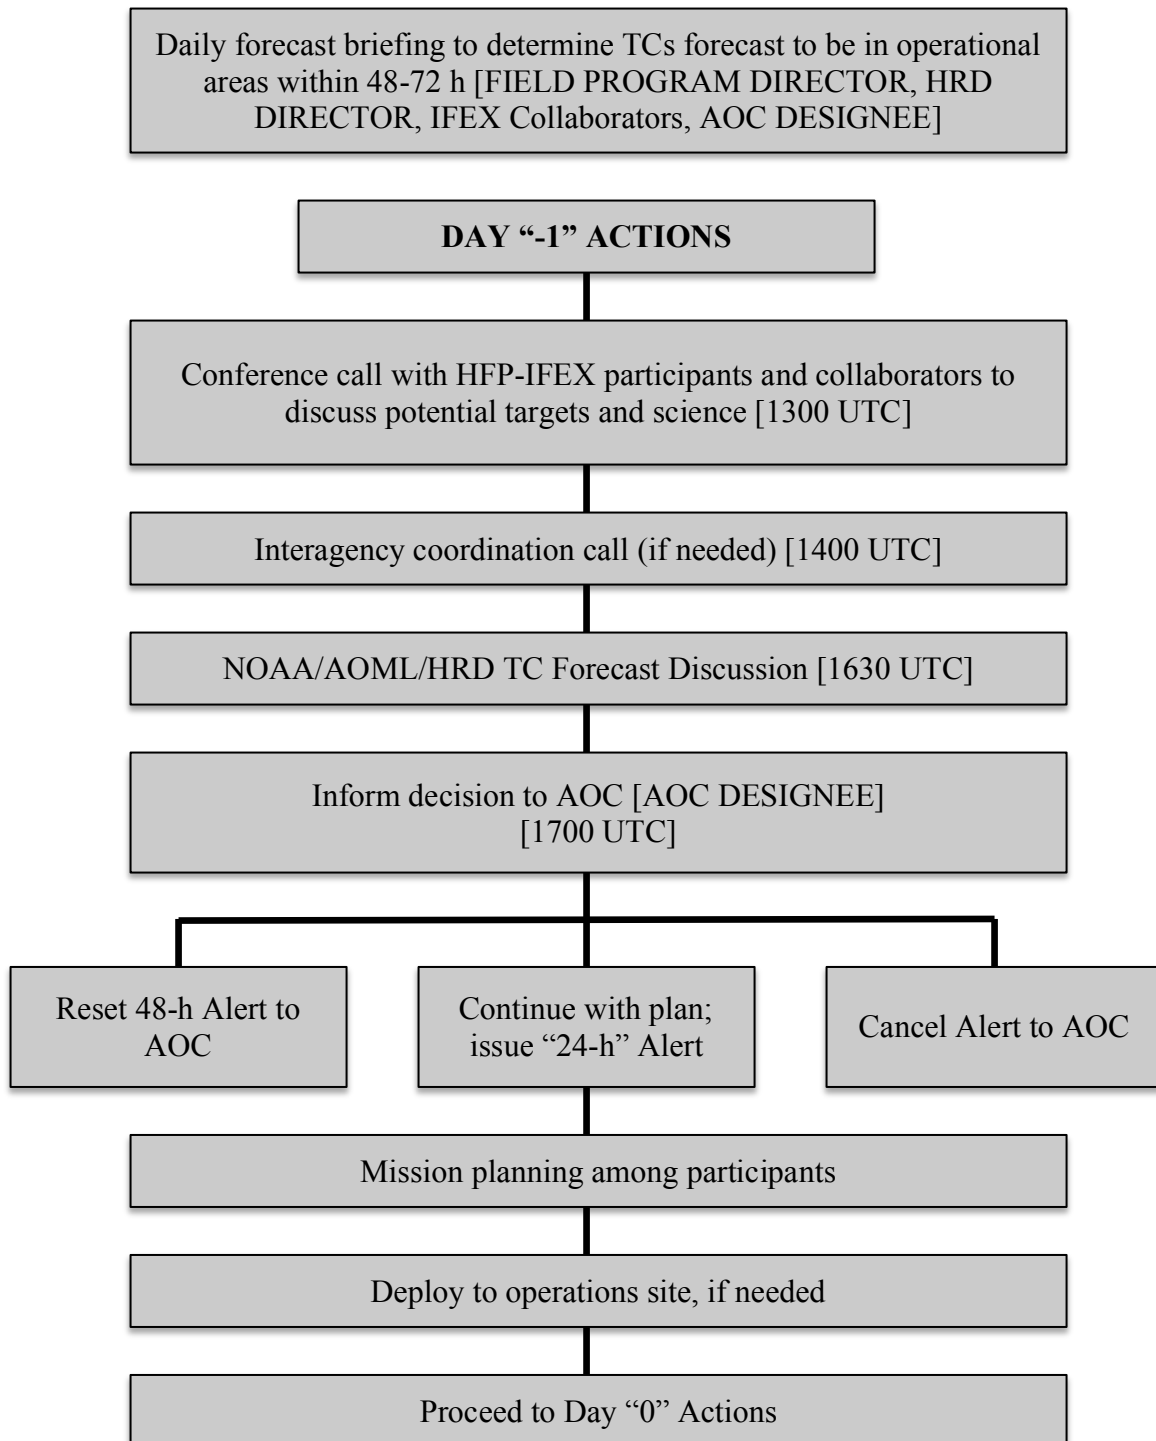 Daily forecast briefing to determine TCs forecast to be in operational
areas within 48-72 h [FIELD PROGRAM DIRECTOR, HRD
DIRECTOR, IFEX Collaborators, AOC DESIGNEE]
DAY “-1” ACTIONS
Conference call with HFP-IFEX participants and collaborators to
discuss potential targets and science [1300 UTC]
Interagency coordination call (if needed) [1400 UTC]
NOAA/AOML/HRD TC Forecast Discussion [1630 UTC]
Inform decision to AOC [AOC DESIGNEE]
[1700 UTC]
Reset 48-h Alert to
AOC
Continue with plan;
issue “24-h” Alert
Cancel Alert to AOC
Mission planning among participants
Deploy to operations site, if needed
Proceed to Day “0” Actions